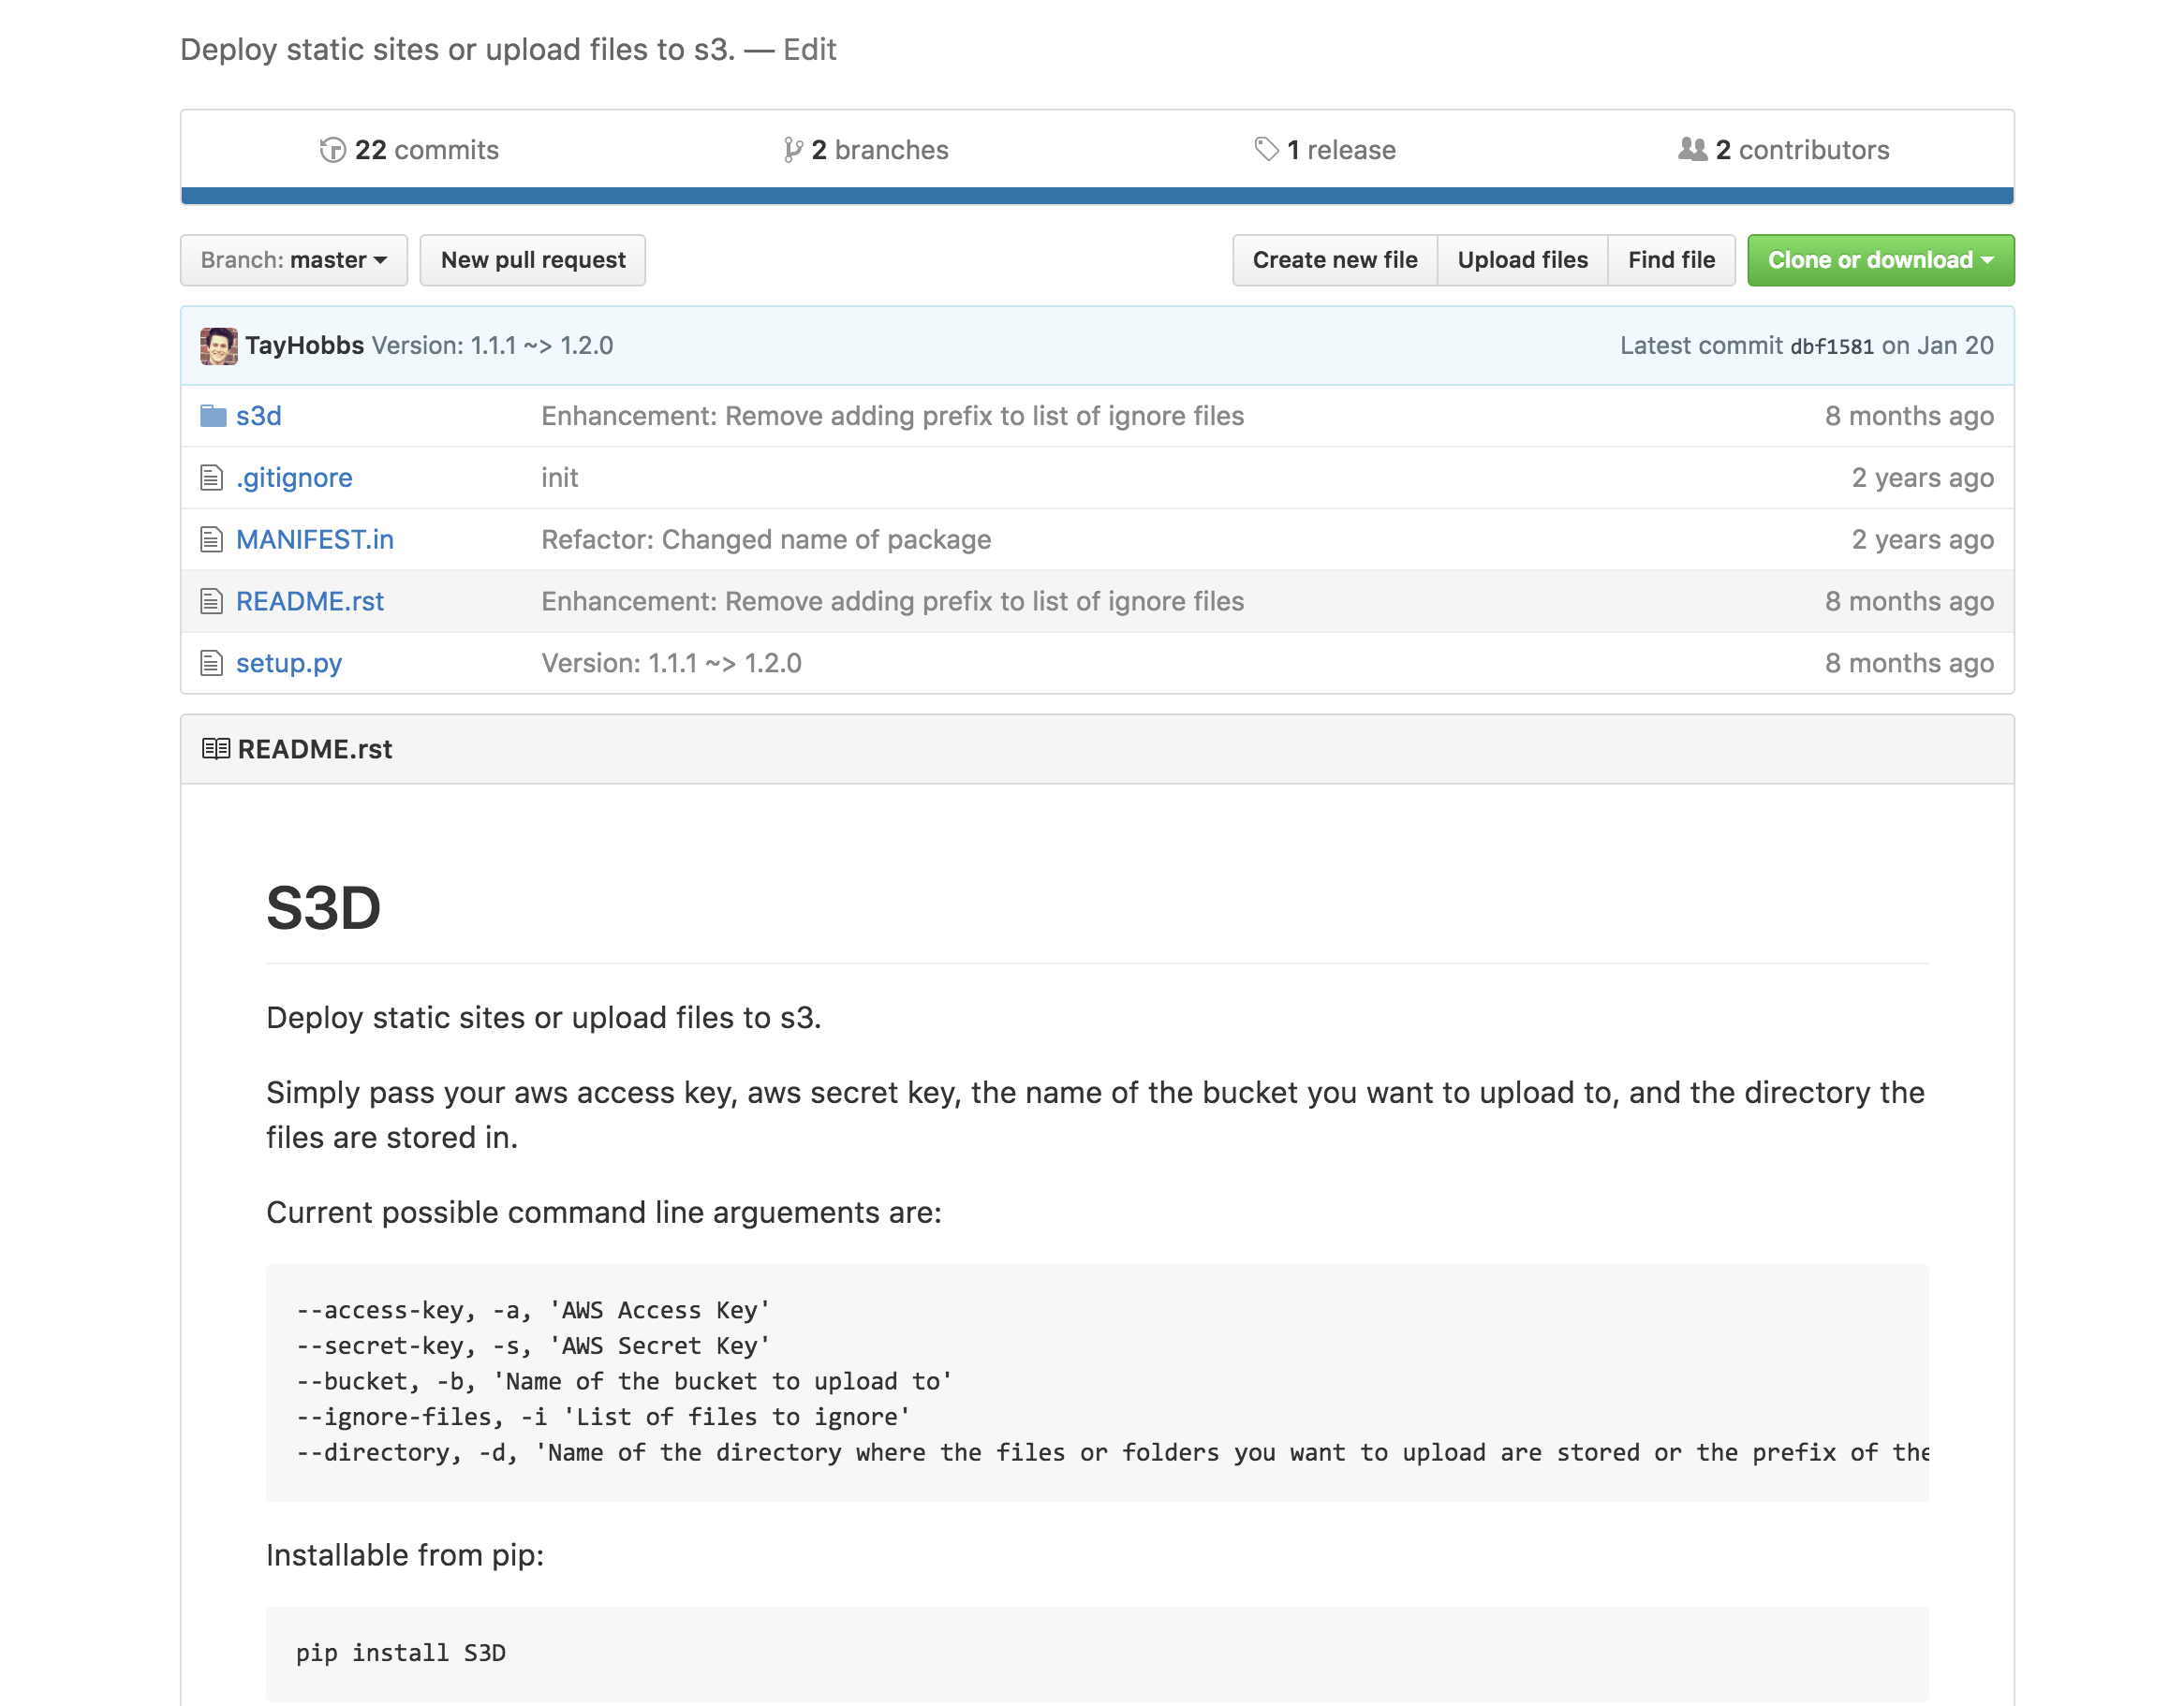 Deploy static sites or upload files to s3. — Edit
22 commits 2 branches 1 release 2 contributors
Branch: master New pull request Create new file Upload files Find file Clone or download
TayHobbs Version: 1.1.1 ~> 1.2.0 Latest commit dbf1581 on Jan 20
s3d Enhancement: Remove adding prefix to list of ignore files 8 months ago
.gitignore init 2 years ago
MANIFEST.in Refactor: Changed name of package 2 years ago
README.rst Enhancement: Remove adding prefix to list of ignore files 8 months ago
setup.py Version: 1.1.1 ~> 1.2.0 8 months ago
README.rst
S3D
Deploy static sites or upload files to s3.
Simply pass your aws access key, aws secret key, the name of the bucket you want to upload to, and the directory the
files are stored in.
Current possible command line arguements are:
--access-key, -a, 'AWS Access Key'
--secret-key, -s, 'AWS Secret Key'
--bucket, -b, 'Name of the bucket to upload to'
--ignore-files, -i 'List of files to ignore'
--directory, -d, 'Name of the directory where the files or folders you want to upload are stored or the prefix of the
Installable from pip:
pip install S3D